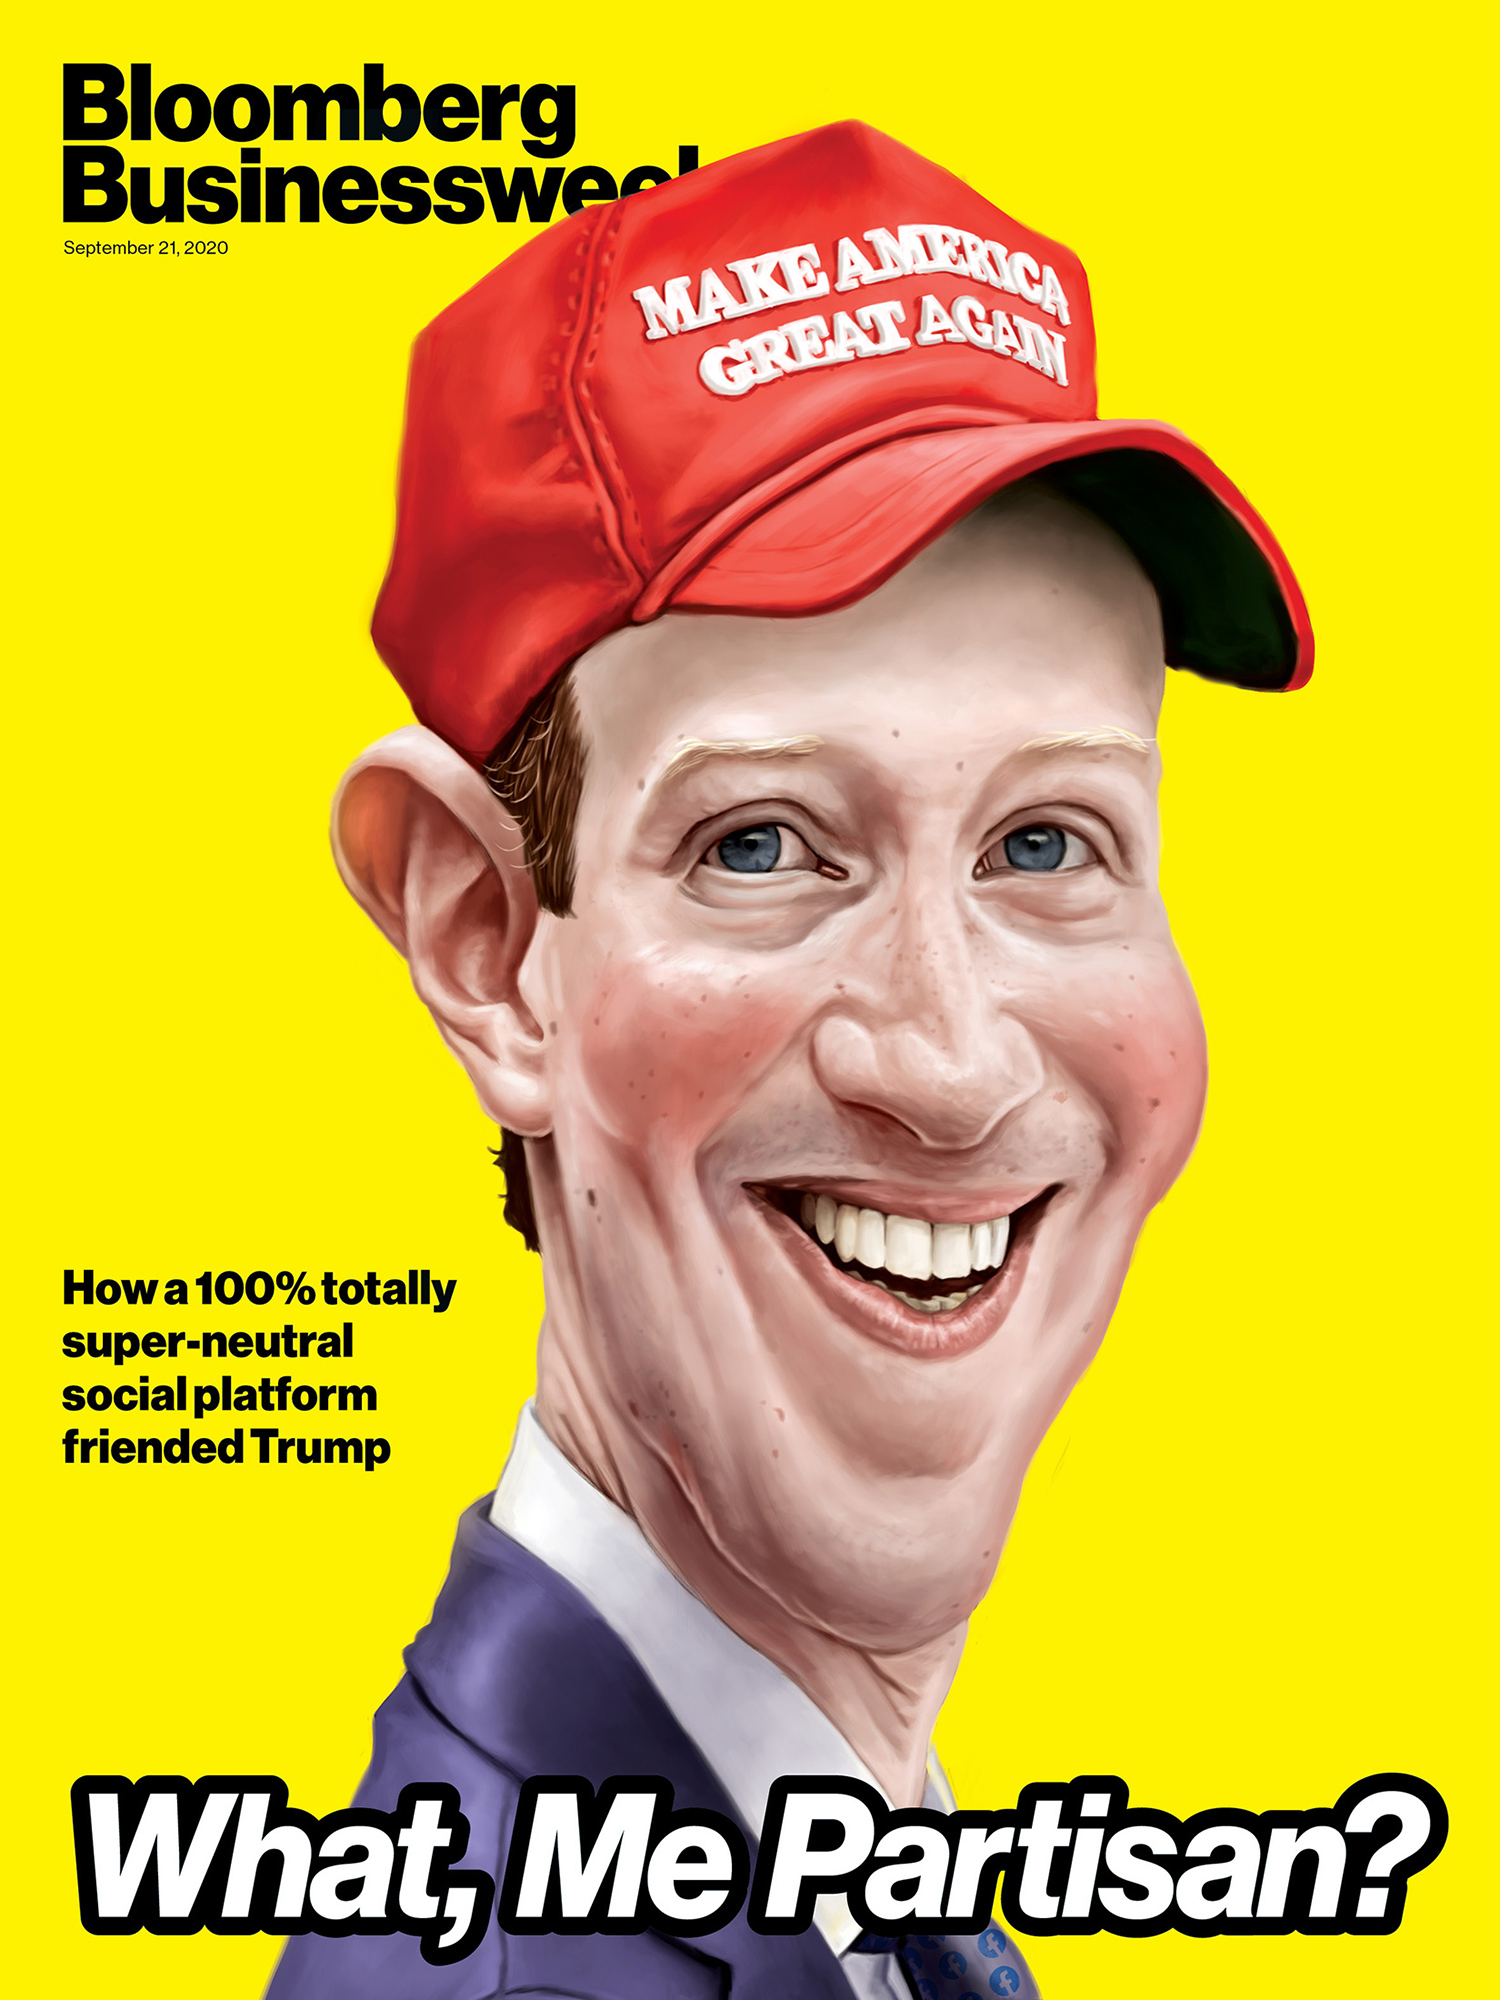 Bloomberg
Businessweek
September 21, 2020
MAKE AMERICA
GREAT AGAIN
How a 100% totally
super-neutral
social platform
friended Trump
What, Me Partisan?